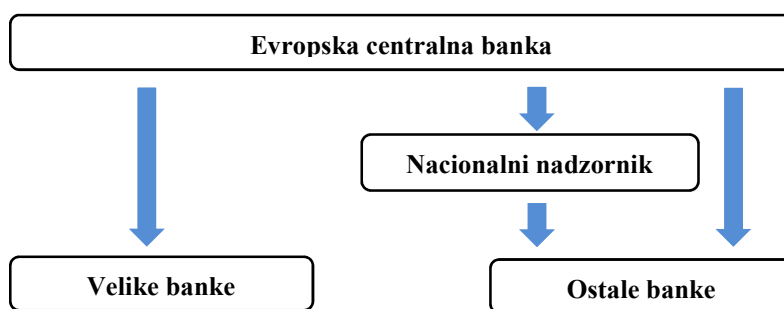 Evropska centralna banka
Nacionalni nadzornik
Velike banke
Ostale banke